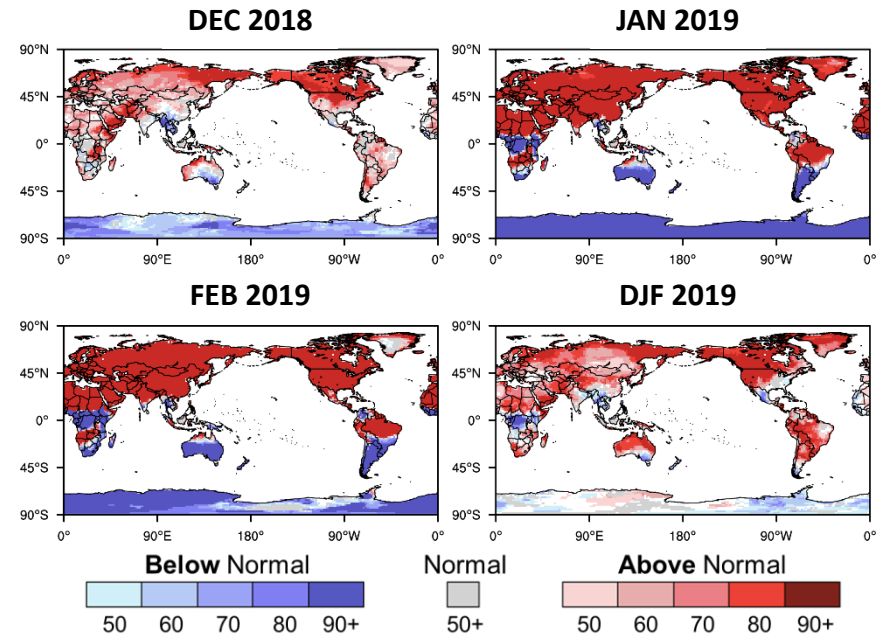 DEC 2018
JAN 2019
90°N
45°N
0°
45°S
90°S
0° 90°E 180° 90°W 0°
90°N
45°N
0°
45°S
90°S
0° 90°E 180° 90°W 0°
FEB 2019
DJF 2019
90°N
45°N
0°
45°S
90°S
0° 90°E 180° 90°W 0°
90°N
45°N
0°
45°S
90°S
0° 90°E 180° 90°W 0°
Below Normal
Normal
Above Normal
50 60 70 80 90+
50+
50 60 70 80 90+